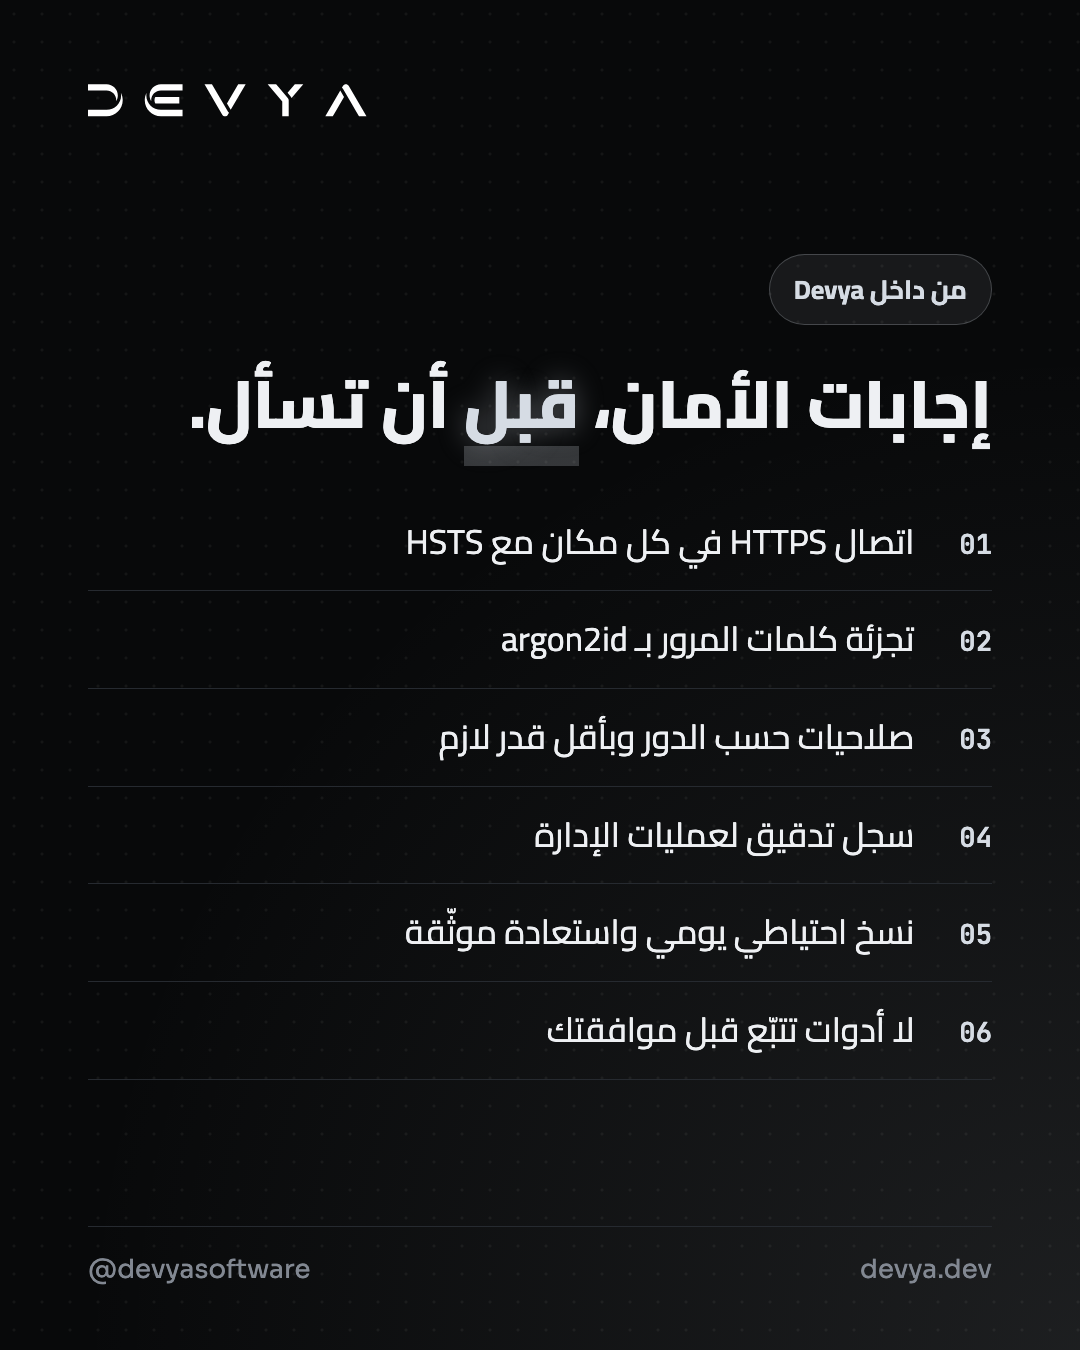 DEVYA
من داخل Devya
إجابات الأمان، قبل أن تسأل.
01 اتصال HTTPS في كل مكان مع HSTS
02 تجزئة كلمات المرور بـ argon2id
03 صلاحيات حسب الدور وبأقل قدر لازم
04 سجل تدقيق لعمليات الإدارة
05 نسخ احتياطي يومي واستعادة موثّقة
06 لا أدوات تتبّع قبل موافقتك
@devyasoftware
devya.dev